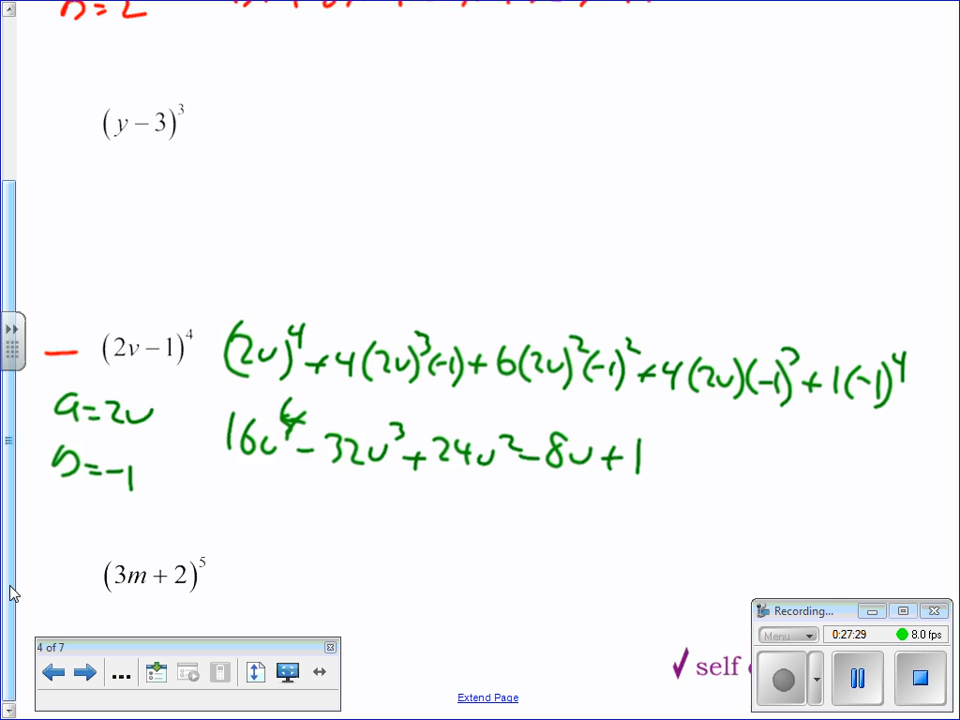 b=2
(y − 3)³
(2v − 1)⁴ (2v)⁴ + 4(2v)³(-1) + 6(2v)²(-1)² + 4(2v)(-1)³ + 1(-1)⁴
a=2v
16v⁴ - 32v³ + 24v² - 8v + 1
b=-1
(3m + 2)⁵
Recording...
Menu
0:27:29
8.0 fps
4 of 7
✓ self
Extend Page